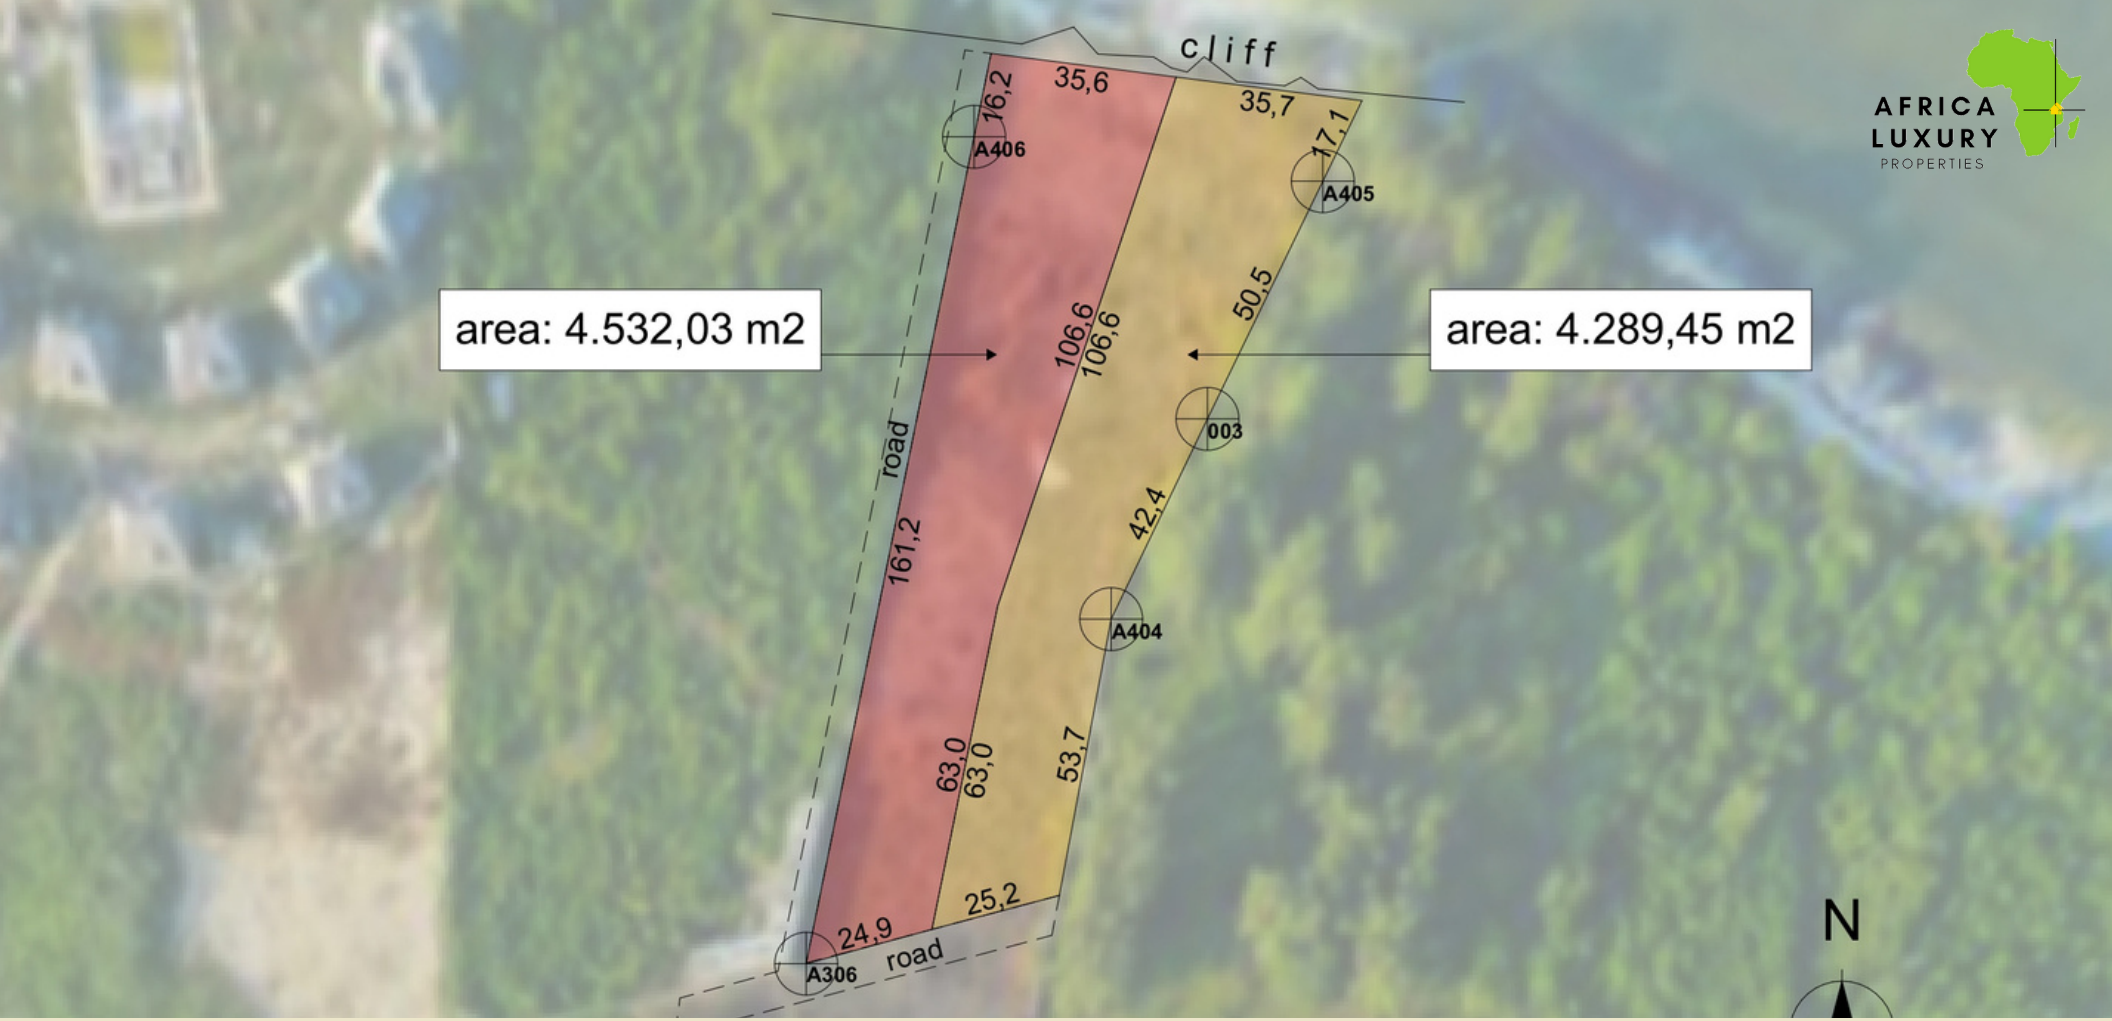 cliff
AFRICA
LUXURY
PROPERTIES
16,2
35,6
35,7
17,1
A406
A405
50,5
area: 4.532,03 m2
106,6
106,6
area: 4.289,45 m2
003
road
42,4
161,2
A404
63,0
63,0
53,7
25,2
24,9
road
A306
N